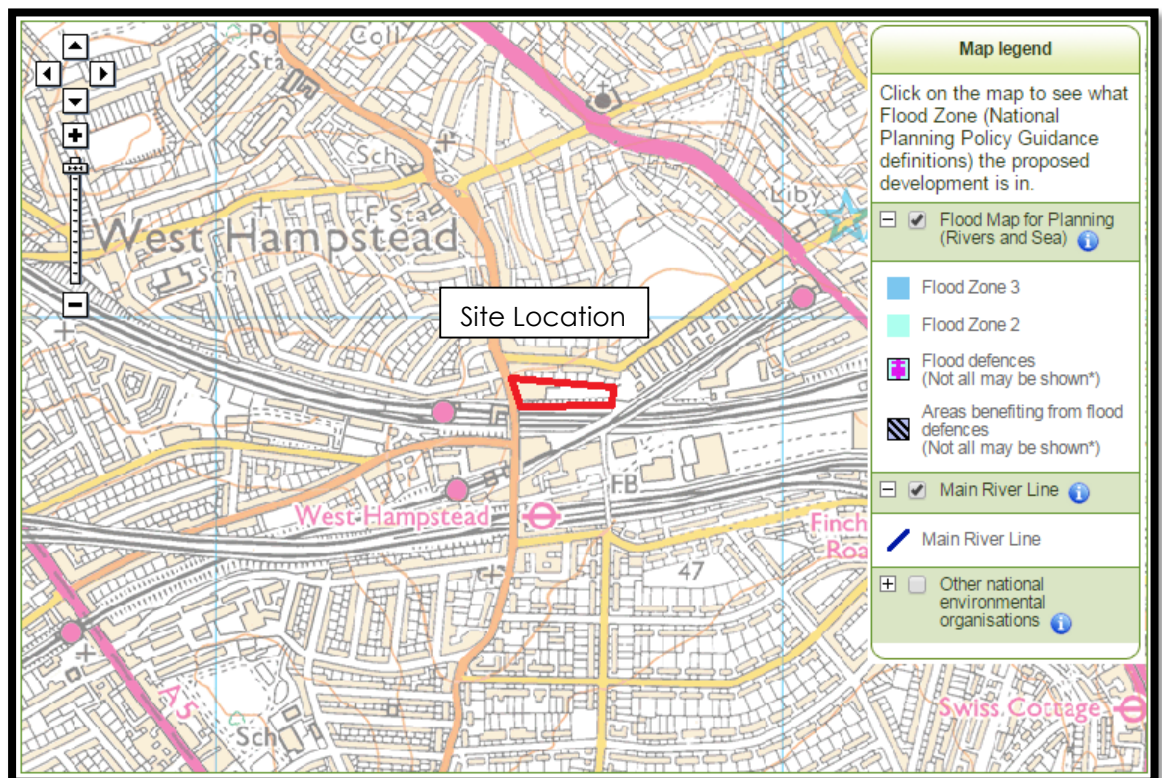 Pol
Sta
Coll
Sch
Liby
F Sta
West Hampstead
Sch
Site Location
FB
West Hampstead
Finch
Roa
47
A 5
Sch
Swiss Cottage
Map legend
Click on the map to see what
Flood Zone (National
Planning Policy Guidance
definitions) the proposed
development is in.
Flood Map for Planning
(Rivers and Sea)
Flood Zone 3
Flood Zone 2
Flood defences
(Not all may be shown*)
Areas benefiting from flood
defences
(Not all may be shown*)
Main River Line
Main River Line
Other national
environmental
organisations